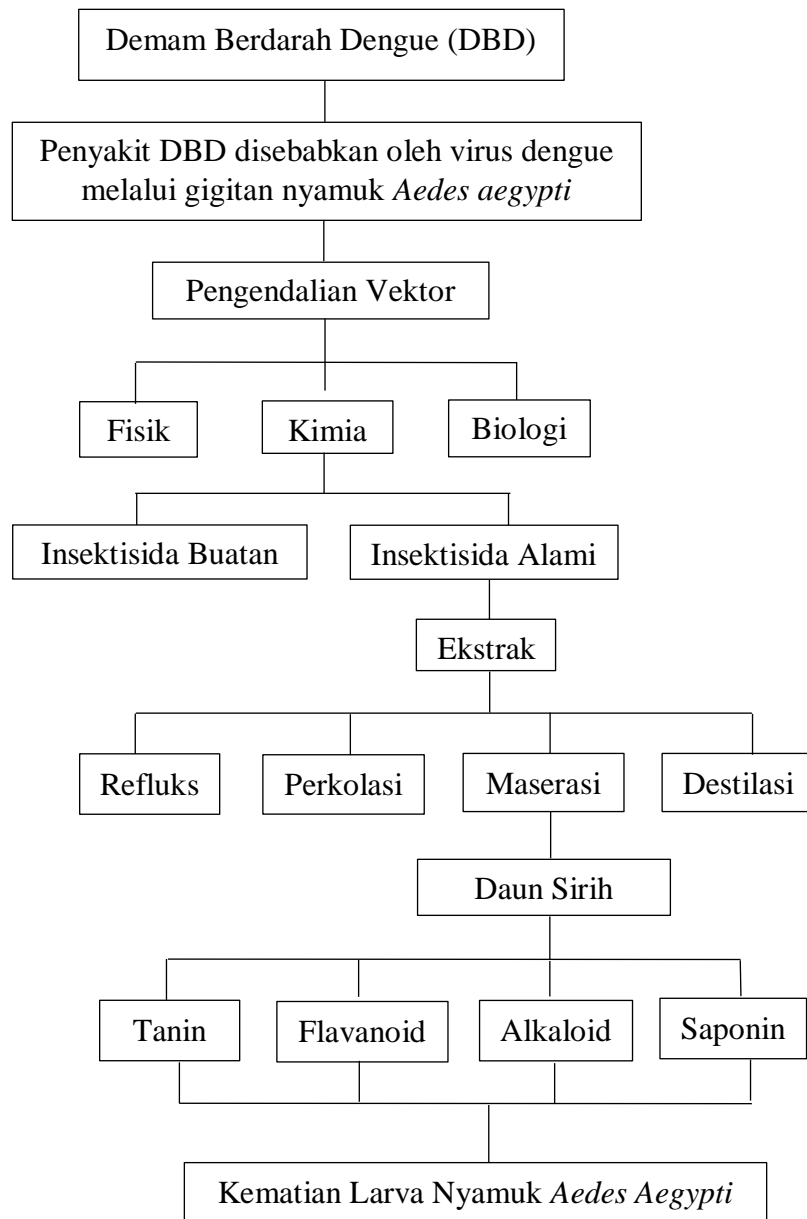 Demam Berdarah Dengue (DBD)
Penyakit DBD disebabkan oleh virus dengue
melalui gigitan nyamuk Aedes aegypti
Pengendalian Vektor
Fisik
Kimia
Biologi
Insektisida Buatan
Insektisida Alami
Ekstrak
Refluks
Perkolasi
Maserasi
Destilasi
Daun Sirih
Tanin
Flavanoid
Alkaloid
Saponin
Kematian Larva Nyamuk Aedes Aegypti